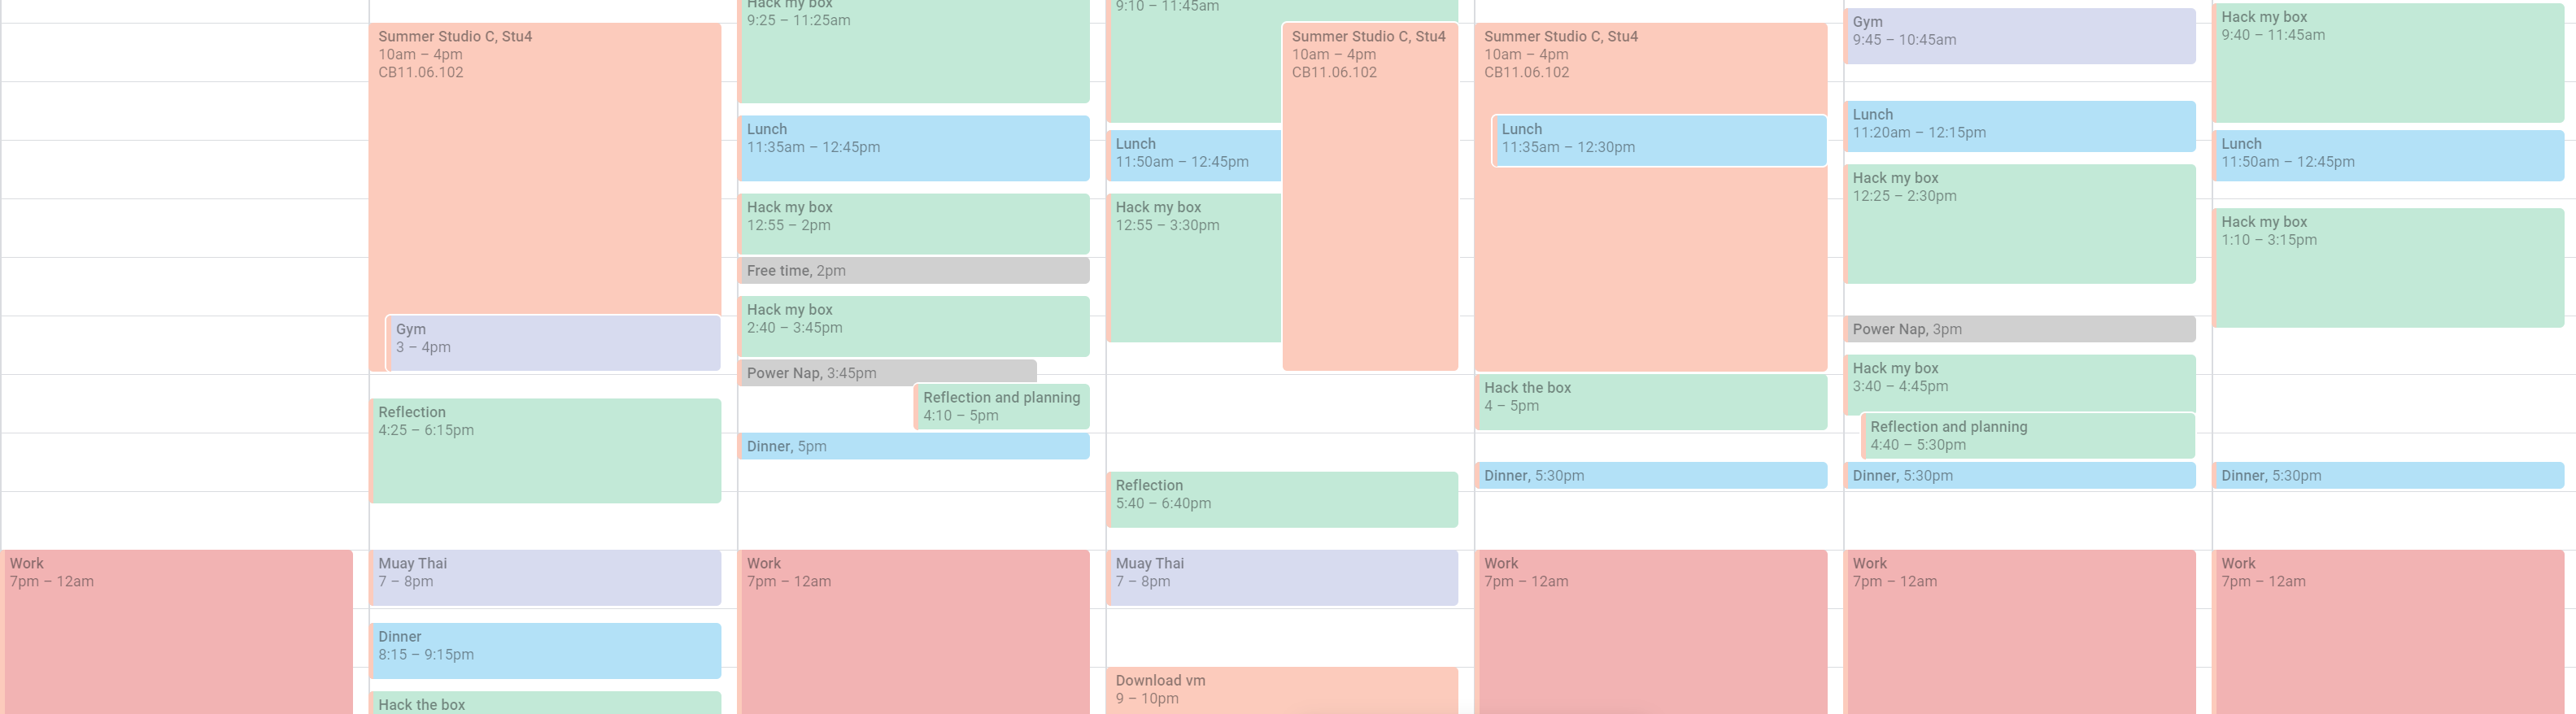 Work
7pm – 12am
Summer Studio C, Stu4
10am – 4pm
CB11.06.102
Gym
3 – 4pm
Reflection
4:25 – 6:15pm
Muay Thai
7 – 8pm
Dinner
8:15 – 9:15pm
Hack the box
Hack my box
9:25 – 11:25am
Lunch
11:35am – 12:45pm
Hack my box
12:55 – 2pm
Free time, 2pm
Hack my box
2:40 – 3:45pm
Power Nap, 3:45pm
Reflection and planning
4:10 – 5pm
Dinner, 5pm
Work
7pm – 12am
9:10 – 11:45am
Summer Studio C, Stu4
10am – 4pm
CB11.06.102
Lunch
11:50am – 12:45pm
Hack my box
12:55 – 3:30pm
Reflection
5:40 – 6:40pm
Muay Thai
7 – 8pm
Download vm
9 – 10pm
Summer Studio C, Stu4
10am – 4pm
CB11.06.102
Lunch
11:35am – 12:30pm
Hack the box
4 – 5pm
Dinner, 5:30pm
Work
7pm – 12am
Gym
9:45 – 10:45am
Lunch
11:20am – 12:15pm
Hack my box
12:25 – 2:30pm
Power Nap, 3pm
Hack my box
3:40 – 4:45pm
Reflection and planning
4:40 – 5:30pm
Dinner, 5:30pm
Work
7pm – 12am
Hack my box
9:40 – 11:45am
Lunch
11:50am – 12:45pm
Hack my box
1:10 – 3:15pm
Dinner, 5:30pm
Work
7pm – 12am